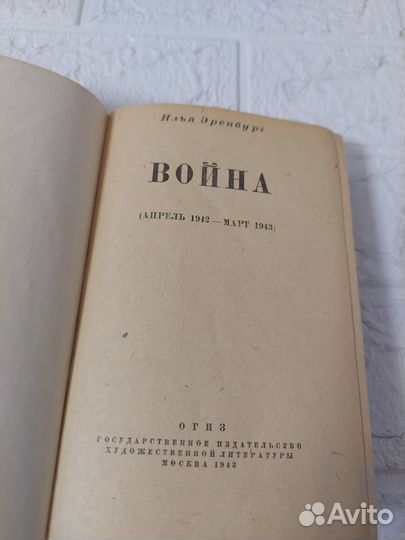 Илья Эренбург
ВОЙНА
(АПРЕЛЬ 1942 — МАРТ 1943)
ОГИЗ
ГОСУДАРСТВЕННОЕ ИЗДАТЕЛЬСТВО
ХУДОЖЕСТВЕННОЙ ЛИТЕРАТУРЫ
МОСКВА 1943
Avito